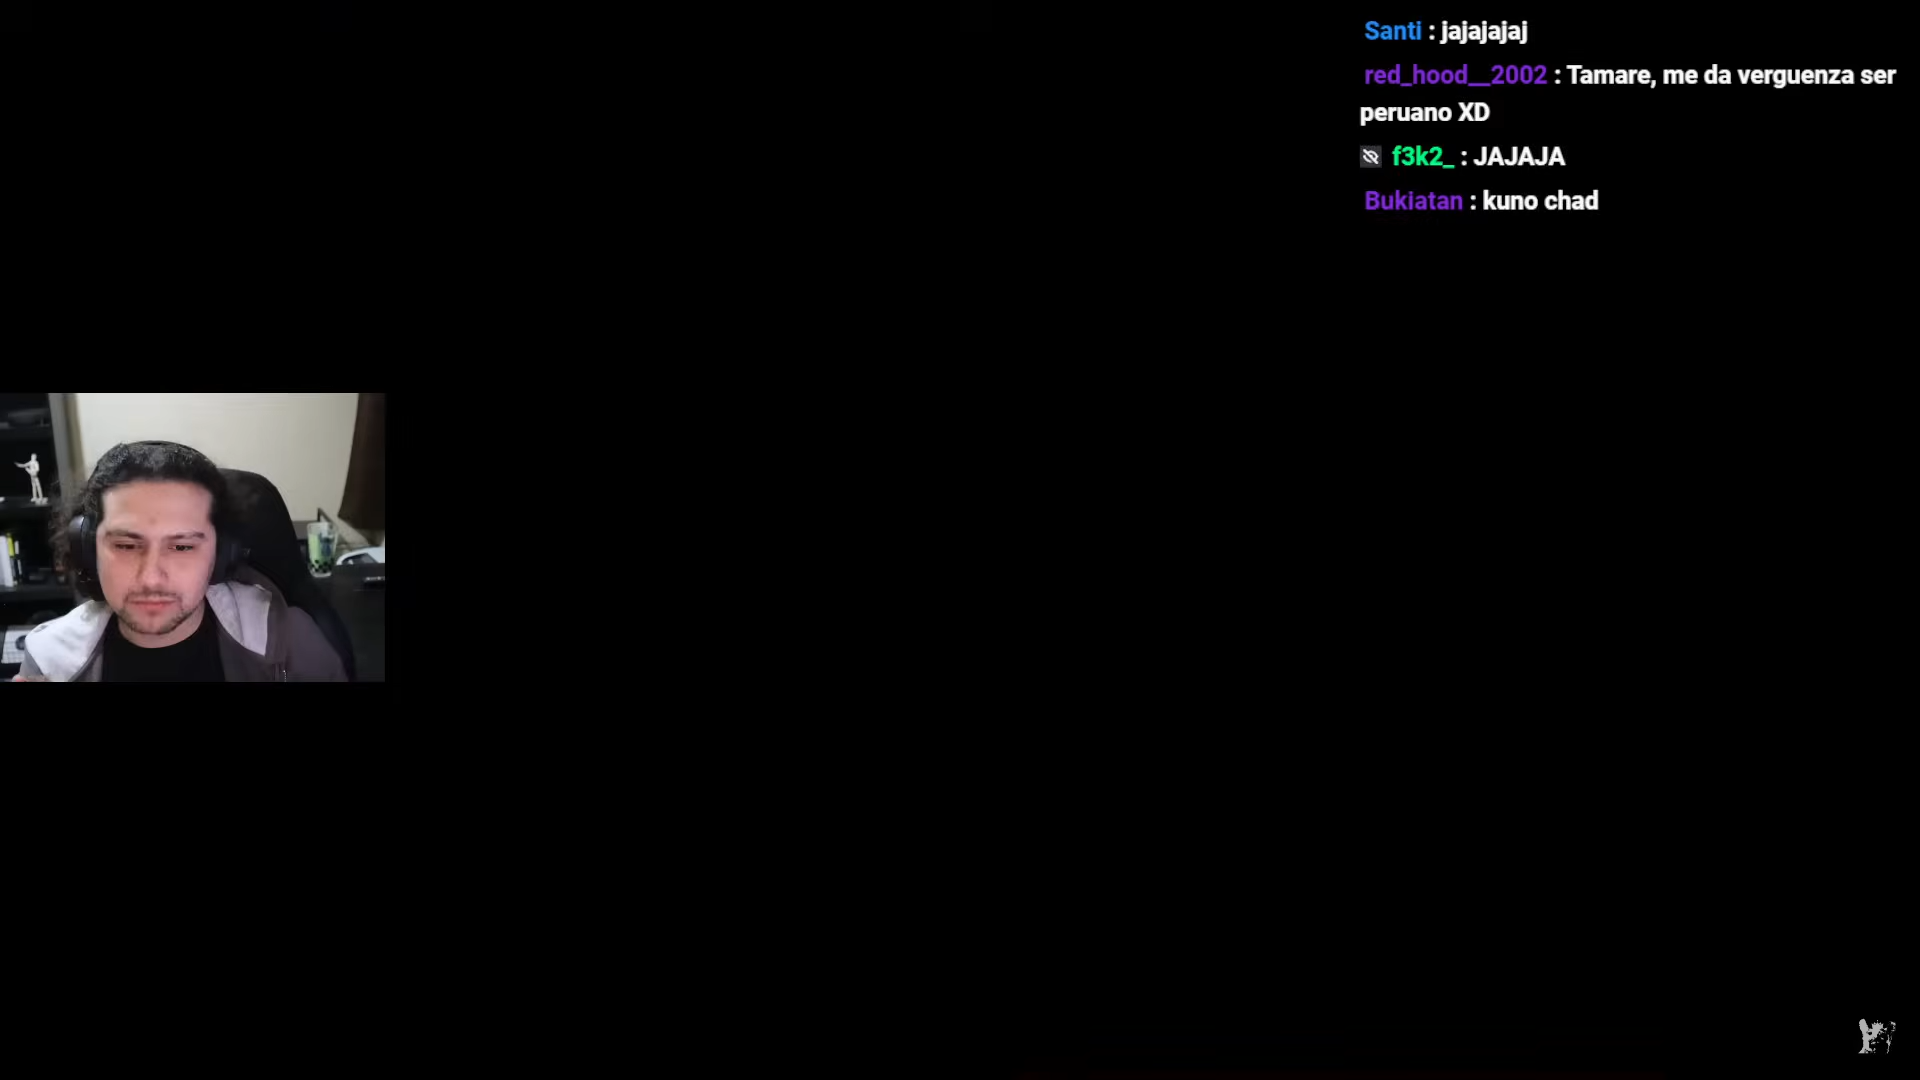 Santi : jajajajaj
red_hood__2002 : Tamare, me da verguenza ser
peruano XD
f3k2_ : JAJAJA
Bukiatan : kuno chad